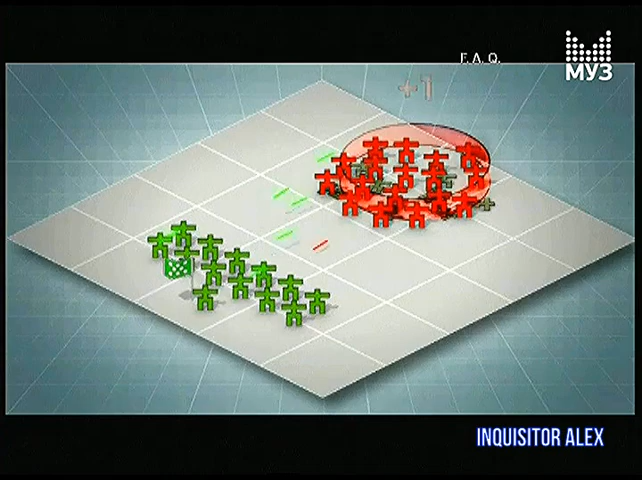 F.A.Q.
МУЗ
+1
INQUISITOR ALEX